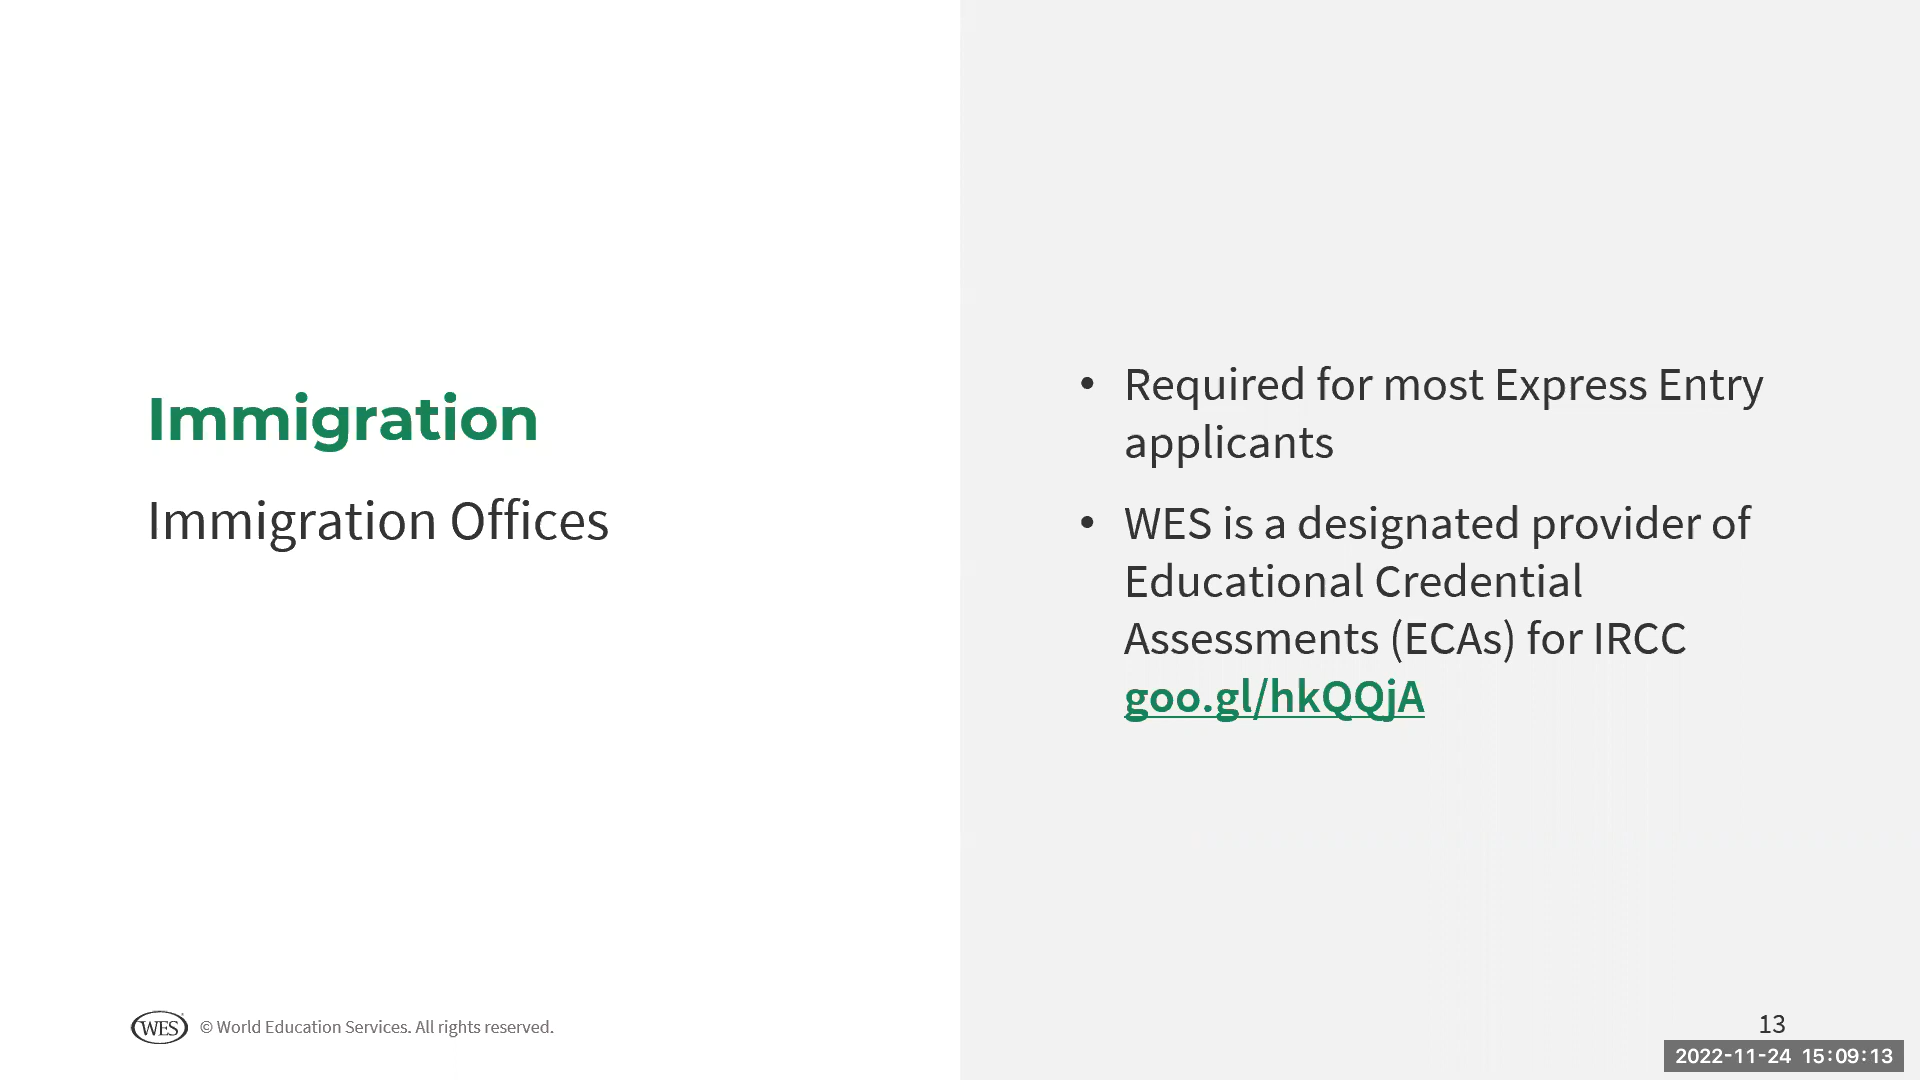 Immigration
Immigration Offices
• Required for most Express Entry
applicants
• WES is a designated provider of
Educational Credential
Assessments (ECAs) for IRCC
goo.gl/hkQQjA
WES © World Education Services. All rights reserved.
13
2022-11-24 15:09:13